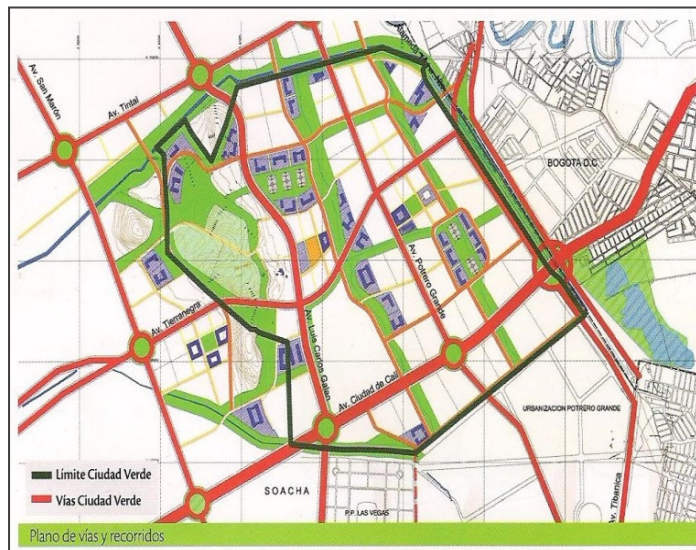 Av. San Marón
Av. Tintal
BOGOTA D.C.
Av. Potrero Grande
Av. Tierranegra
Av. Luis Carlos Galan
Av. Ciudad de Cali
URBANIZACION POTRERO GRANDE
Av. Tibanica
Límite Ciudad Verde
Vías Ciudad Verde
SOACHA
P.P. LAS VEGAS
Plano de vías y recorridos